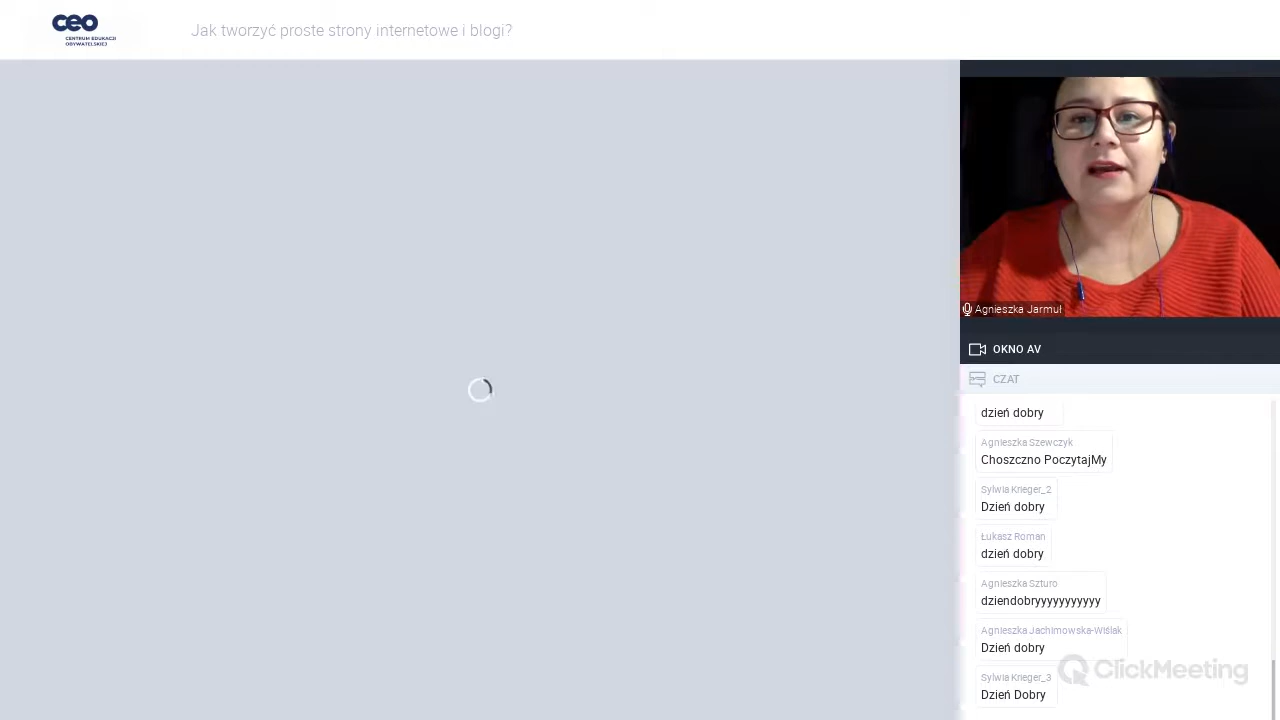 ceo
CENTRUM EDUKACJI
OBYWATELSKIEJ
Jak tworzyć proste strony internetowe i blogi?
Agnieszka Jarmuł
OKNO AV
CZAT
dzień dobry
Agnieszka Szewczyk
Choszczno PoczytajMy
Sylwia Krieger_2
Dzień dobry
Łukasz Roman
dzień dobry
Agnieszka Szturo
dziendobryyyyyyyyyyy
Agnieszka Jachimowska-Wiślak
Dzień dobry
ClickMeeting
Sylwia Krieger_3
Dzień Dobry